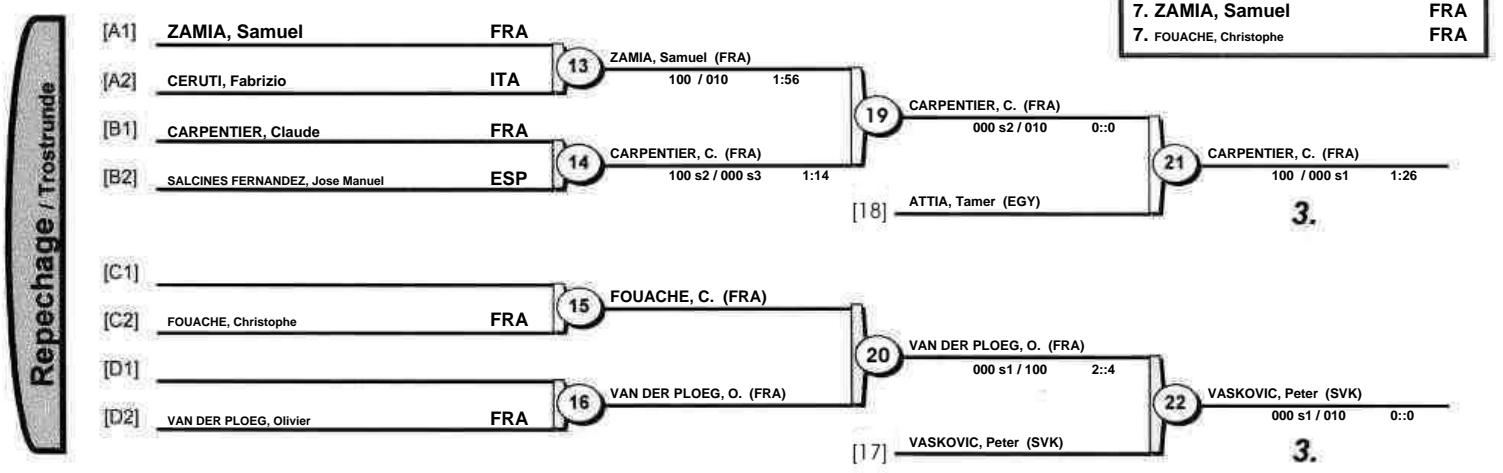 7. ZAMIA, Samuel FRA
7. FOUACHE, Christophe FRA
Repechage / Trostrunde
[A1] ZAMIA, Samuel FRA
[A2] CERUTI, Fabrizio ITA
13
ZAMIA, Samuel (FRA)
100 / 010 1:56
[B1] CARPENTIER, Claude FRA
[B2] SALCINES FERNANDEZ, Jose Manuel ESP
14
CARPENTIER, C. (FRA)
100 s2 / 000 s3 1:14
19
CARPENTIER, C. (FRA)
000 s2 / 010 0::0
[18] ATTIA, Tamer (EGY)
21
CARPENTIER, C. (FRA)
100 / 000 s1 1:26
3.
[C1]
[C2] FOUACHE, Christophe FRA
15
FOUACHE, C. (FRA)
[D1]
[D2] VAN DER PLOEG, Olivier FRA
16
VAN DER PLOEG, O. (FRA)
20
VAN DER PLOEG, O. (FRA)
000 s1 / 100 2::4
[17] VASKOVIC, Peter (SVK)
22
VASKOVIC, Peter (SVK)
000 s1 / 010 0::0
3.